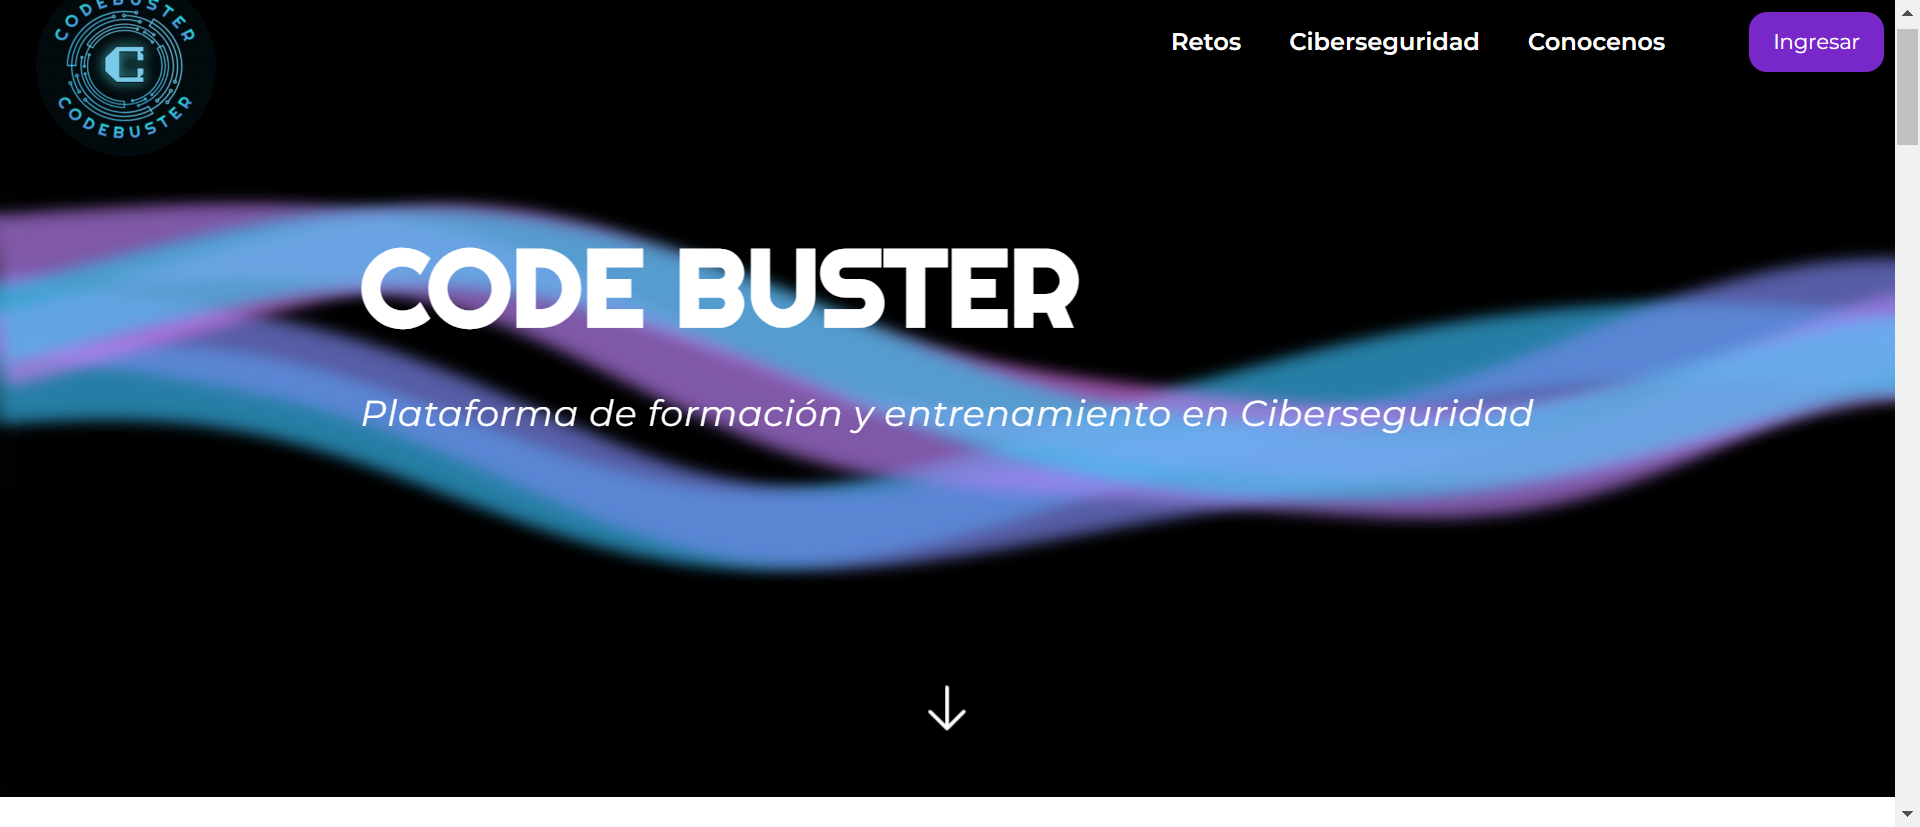 CODEBUSTER
C
CODEBUSTER
Retos
Ciberseguridad
Conocenos
Ingresar
CODE BUSTER
Plataforma de formación y entrenamiento en Ciberseguridad